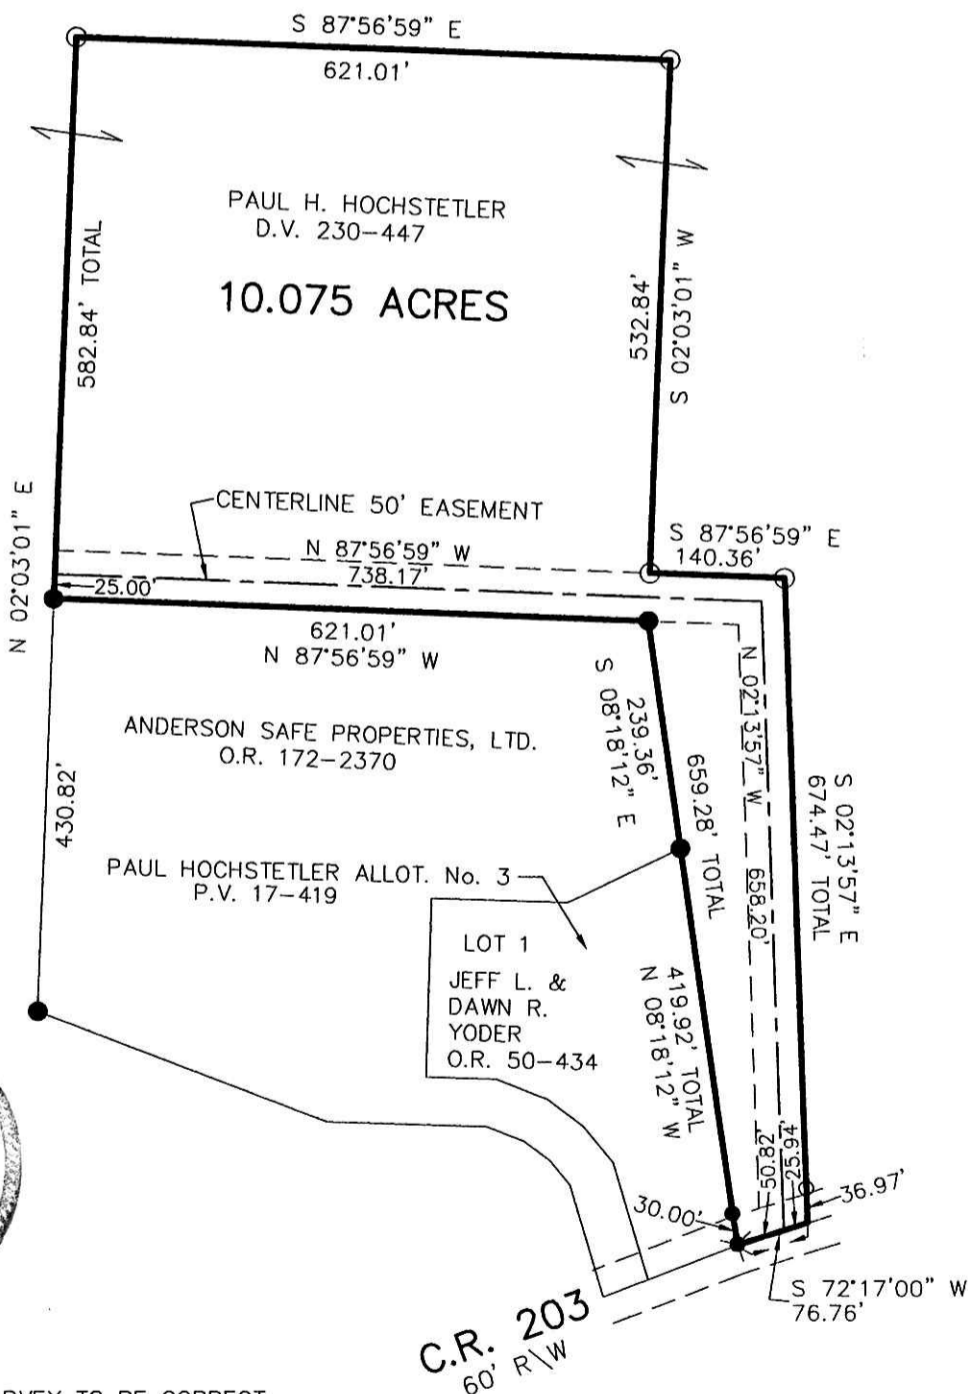 S 87°56'59" E
621.01'
PAUL H. HOCHSTETLER
D.V. 230-447
10.075 ACRES
582.84' TOTAL
532.84'
S 02°03'01" W
N 02°03'01" E
CENTERLINE 50' EASEMENT
N 87°56'59" W
738.17'
25.00'
S 87°56'59" E
140.36'
621.01'
N 87°56'59" W
ANDERSON SAFE PROPERTIES, LTD.
O.R. 172-2370
239.36'
S 08°18'12" E
659.28' TOTAL
N 02°13'57" W
658.20'
S 02°13'57" E
674.47' TOTAL
430.82'
PAUL HOCHSTETLER ALLOT. No. 3
P.V. 17-419
LOT 1
JEFF L. &
DAWN R.
YODER
O.R. 50-434
419.92' TOTAL
N 08°18'12" W
50.82'
25.94'
36.97'
30.00'
S 72°17'00" W
76.76'
C.R. 203
60' R\W